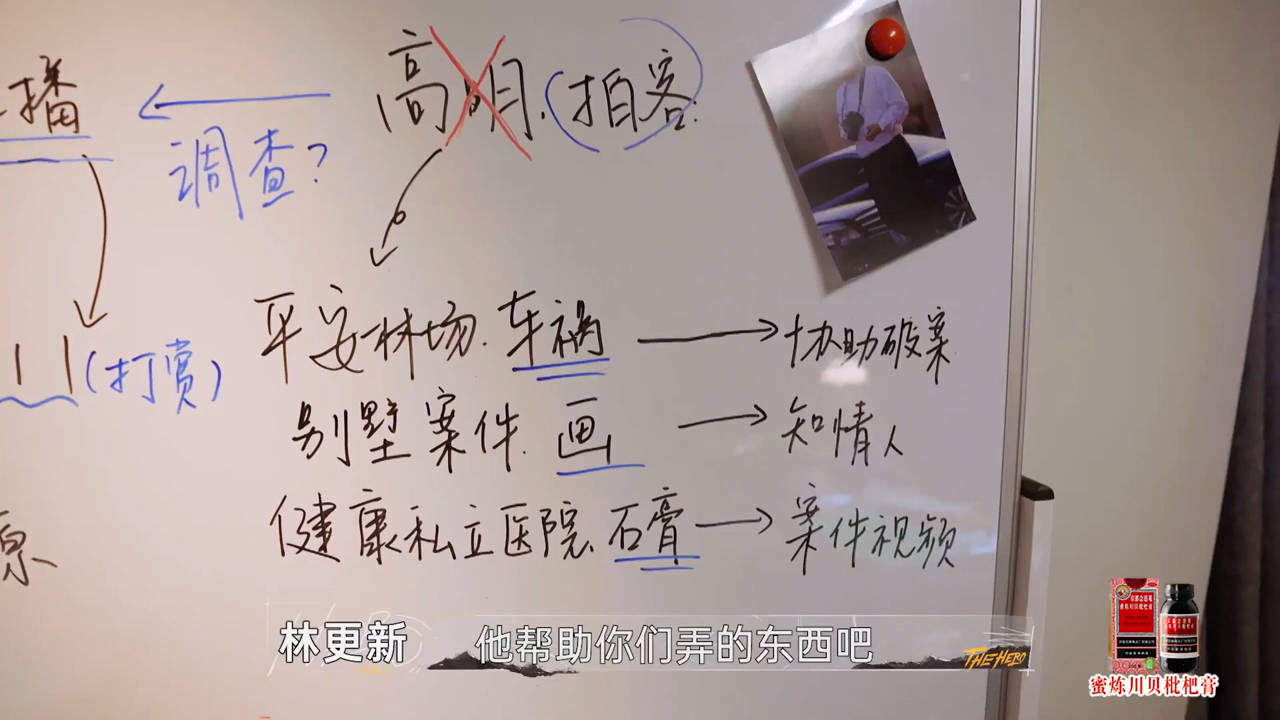 播
高明.(拍客.
调查?
(打赏)
平安林场.车祸 → 协助破案
别墅案件.画 → 知情人
健康私立医院.石膏 → 案件视频
原
林更新 他帮助你们弄的东西吧
THE HERO
蜜炼川贝枇杷膏